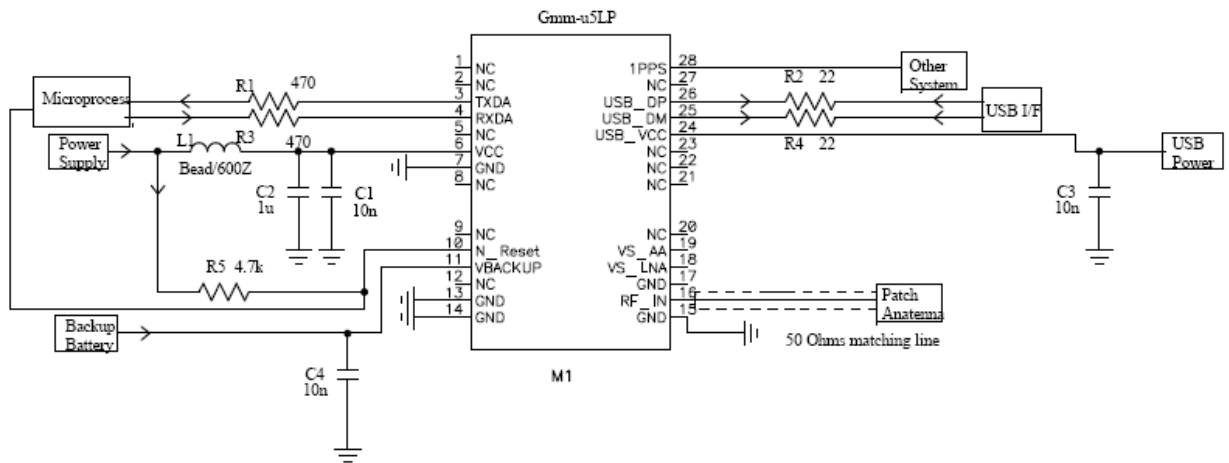 Gmm-u5LP
1 NC
2 NC
3 TXDA
4 RXDA
5 NC
6 VCC
7 GND
8 NC
9 NC
10 N_Reset
11 VBACKUP
12 NC
13 GND
14 GND
1PPS 28
NC 27
USB_DP 26
USB_DM 25
USB_VCC 24
NC 23
NC 22
NC 21
NC 20
VS_AA 19
VS_LNA 18
GND 17
RF_IN 16
GND 15
M1
Microprocess
R1 470
R3 470
Power
Supply
L1
Bead/600Z
C2
1u
C1
10n
R5 4.7k
Backup
Battery
C4
10n
Other
System
R2 22
R4 22
USB I/F
USB
Power
C3
10n
Patch
Anatenna
50 Ohms matching line